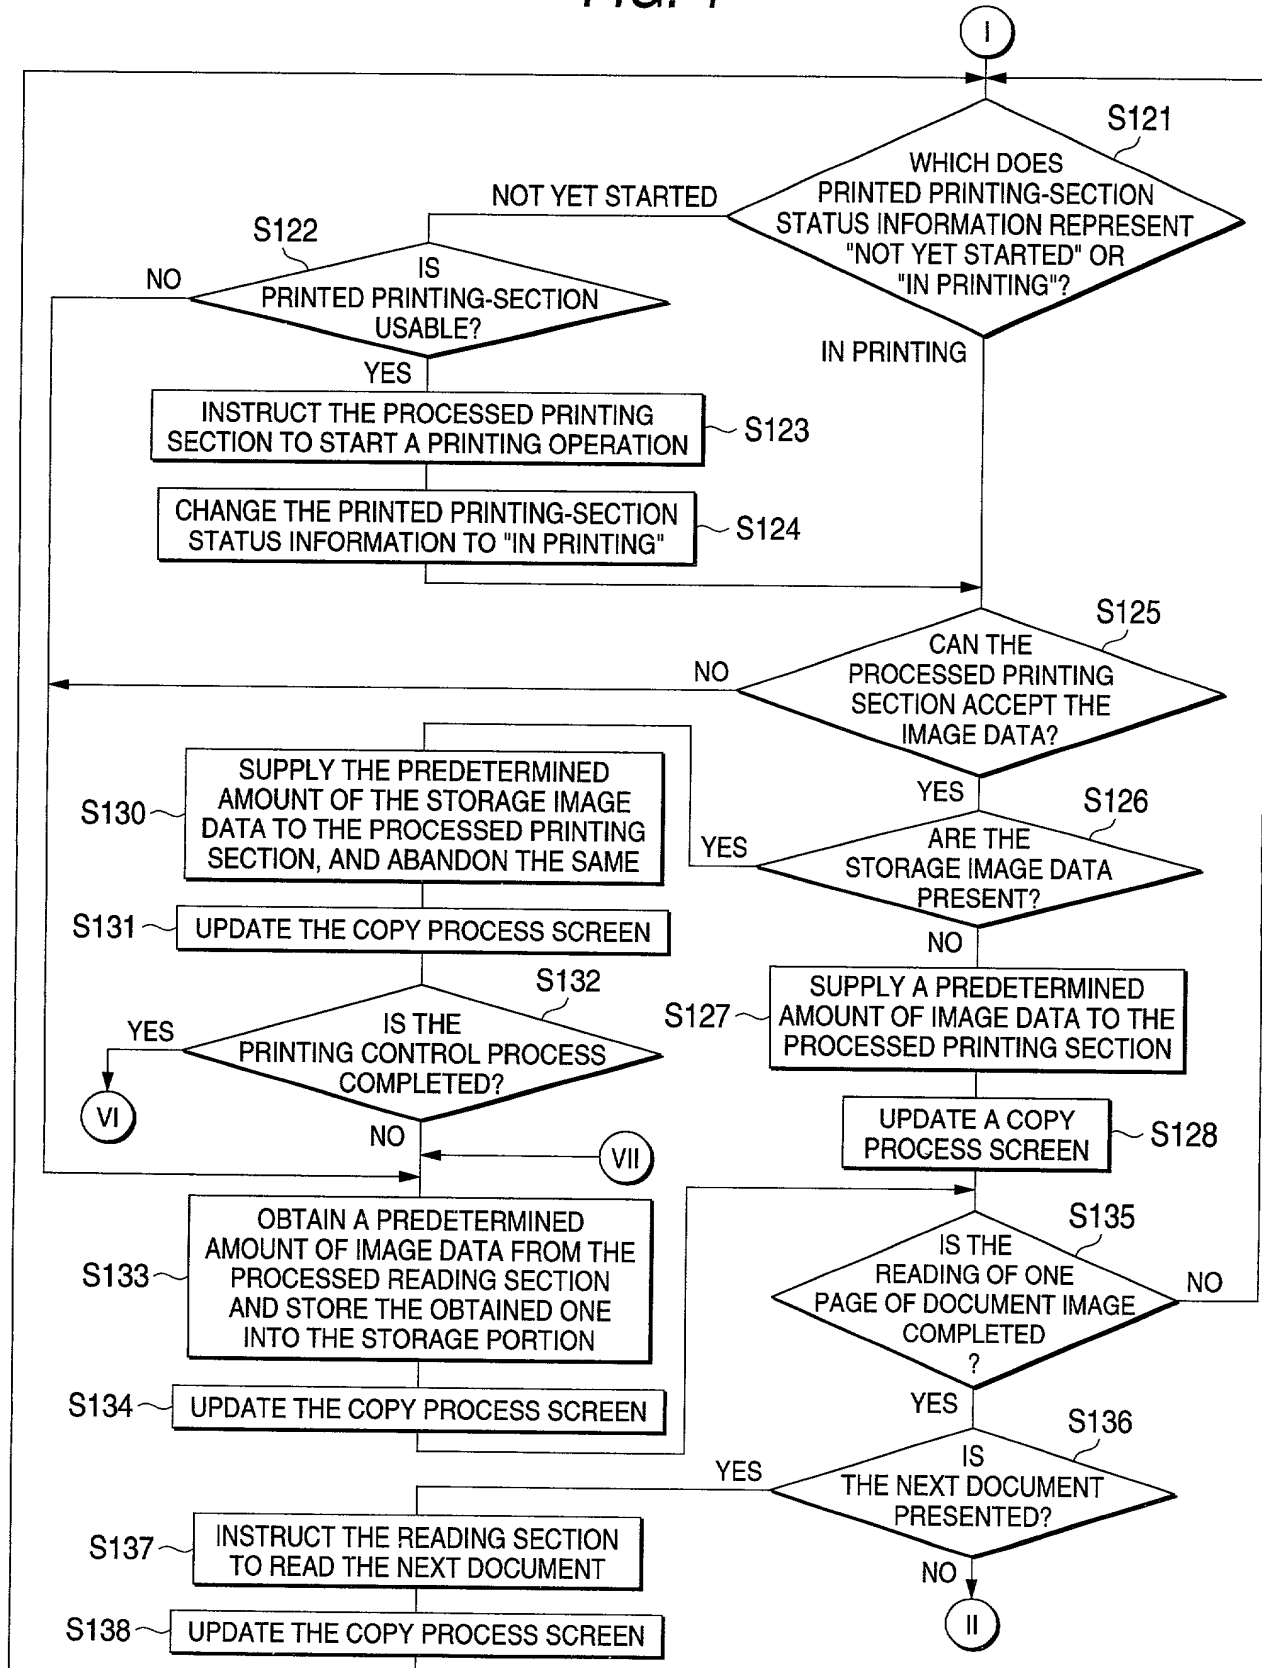 FIG. 7
I
S121
WHICH DOES
PRINTED PRINTING-SECTION
STATUS INFORMATION REPRESENT
"NOT YET STARTED" OR
"IN PRINTING"?
NOT YET STARTED
IN PRINTING
S122
IS
PRINTED PRINTING-SECTION
USABLE?
NO
YES
INSTRUCT THE PROCESSED PRINTING
SECTION TO START A PRINTING OPERATION
S123
CHANGE THE PRINTED PRINTING-SECTION
STATUS INFORMATION TO "IN PRINTING"
S124
S125
CAN THE
PROCESSED PRINTING
SECTION ACCEPT THE
IMAGE DATA?
NO
YES
S126
ARE THE
STORAGE IMAGE DATA
PRESENT?
YES
NO
S130
SUPPLY THE PREDETERMINED
AMOUNT OF THE STORAGE IMAGE
DATA TO THE PROCESSED PRINTING
SECTION, AND ABANDON THE SAME
S131
UPDATE THE COPY PROCESS SCREEN
S132
IS THE
PRINTING CONTROL PROCESS
COMPLETED?
YES
VI
NO
VII
S127
SUPPLY A PREDETERMINED
AMOUNT OF IMAGE DATA TO THE
PROCESSED PRINTING SECTION
UPDATE A COPY
PROCESS SCREEN
S128
S133
OBTAIN A PREDETERMINED
AMOUNT OF IMAGE DATA FROM THE
PROCESSED READING SECTION
AND STORE THE OBTAINED ONE
INTO THE STORAGE PORTION
S134
UPDATE THE COPY PROCESS SCREEN
S135
IS THE
READING OF ONE
PAGE OF DOCUMENT IMAGE
COMPLETED
?
NO
YES
S136
IS
THE NEXT DOCUMENT
PRESENTED?
YES
NO
II
S137
INSTRUCT THE READING SECTION
TO READ THE NEXT DOCUMENT
S138
UPDATE THE COPY PROCESS SCREEN